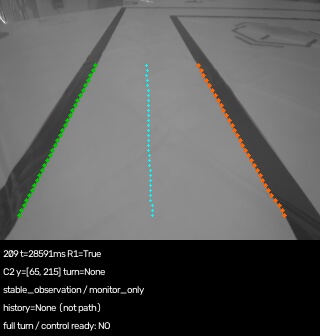 209 t=28591ms R1=True
C2 y=[65, 215] turn=None
stable_observation / monitor_only
history=None (not path)
full turn / control ready: NO